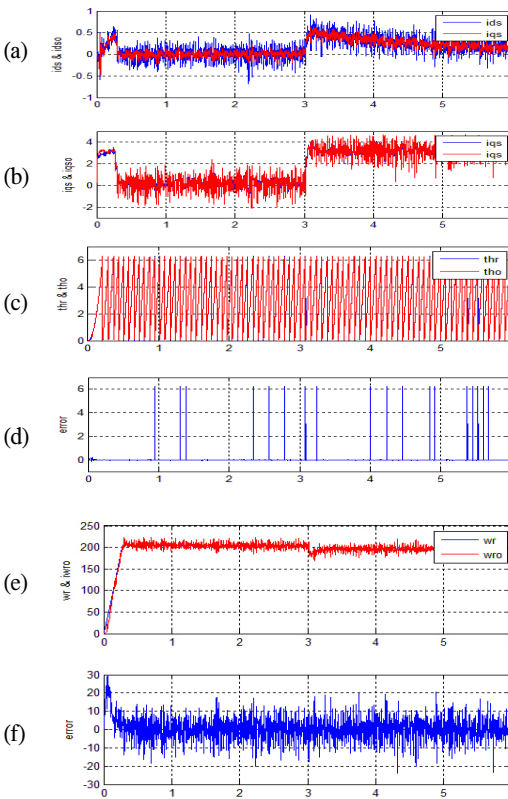 (a)
ids & idso
1
0.5
0
-0.5
-1
ids
iqs
0 1 2 3 4 5
(b)
iqs & iqso
4
2
0
-2
iqs
iqs
0 1 2 3 4 5
(c)
thr & tho
6
4
2
0
thr
tho
0 1 2 3 4 5
(d)
error
6
4
2
0
0 1 2 3 4 5
(e)
wr & iwro
250
200
150
100
50
0
wr
wro
0 1 2 3 4 5
(f)
error
30
20
10
0
-10
-20
-30
0 1 2 3 4 5